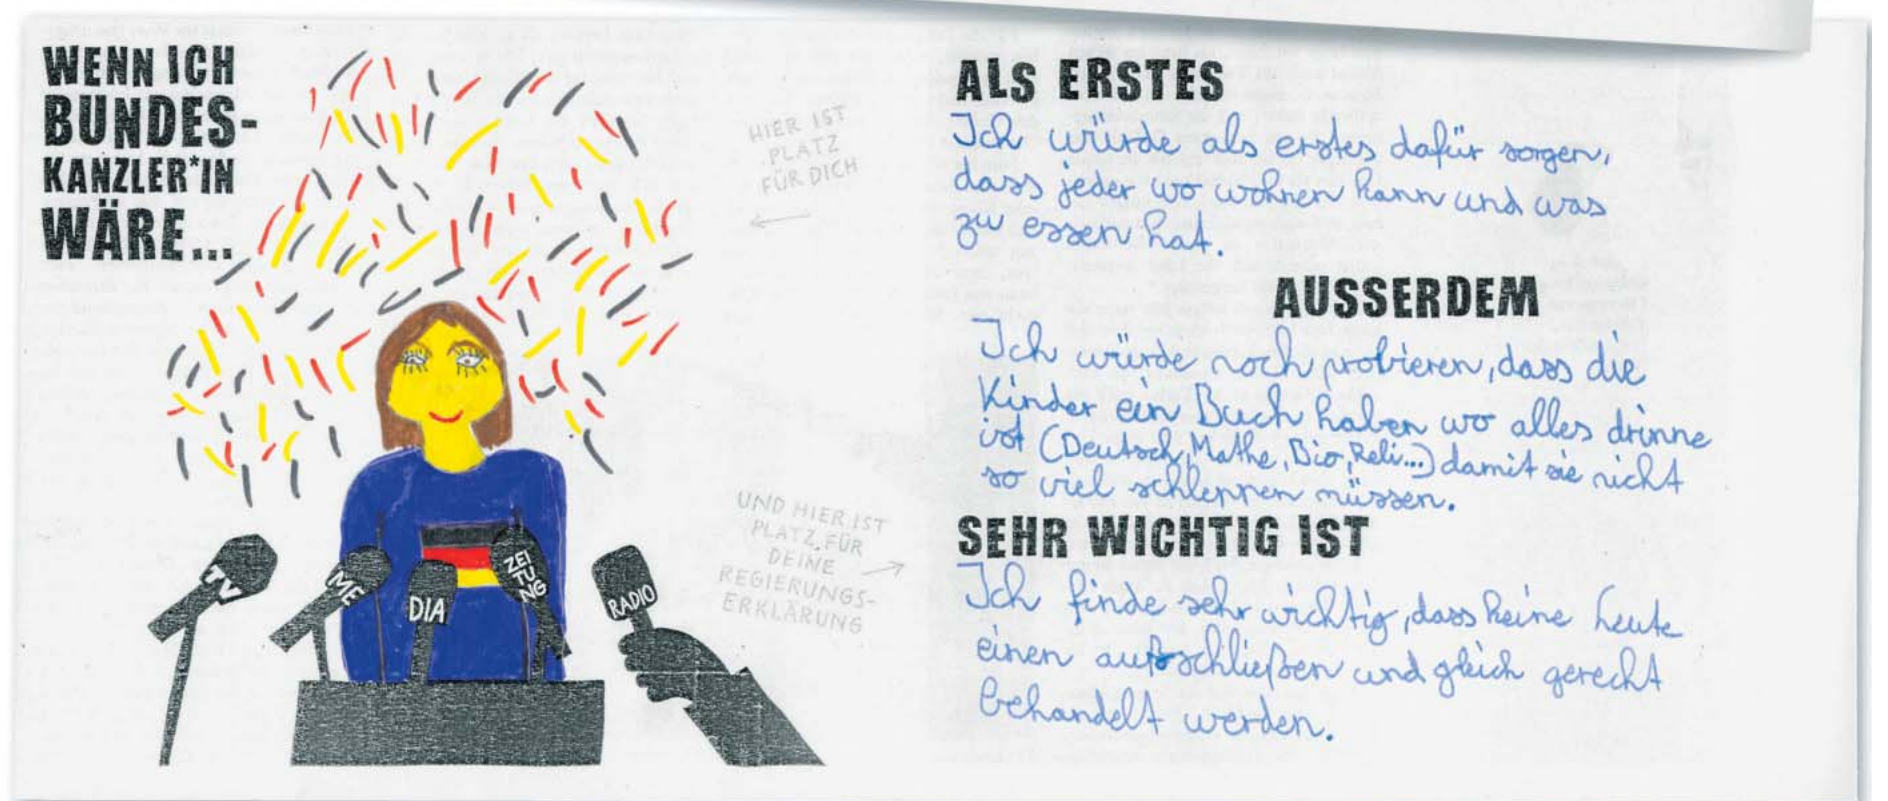 WENN ICH
BUNDES-
KANZLER*IN
WÄRE...
HIER IST
PLATZ
FÜR DICH
TV
ME
DIA
ZEI
TUNG
RADIO
UND HIER IST
PLATZ FÜR
DEINE
REGIERUNGS-
ERKLÄRUNG
ALS ERSTES
Ich würde als erstes dafür sorgen,
dass jeder wo wohnen kann und was
zu essen hat.
AUSSERDEM
Ich würde noch probieren, dass die
Kinder ein Buch haben wo alles drinne
ist (Deutsch, Mathe, Bio, Reli...) damit sie nicht
so viel schleppen müssen.
SEHR WICHTIG IST
Ich finde sehr wichtig, dass keine Leute
einen außschließen und gleich gerecht
behandelt werden.